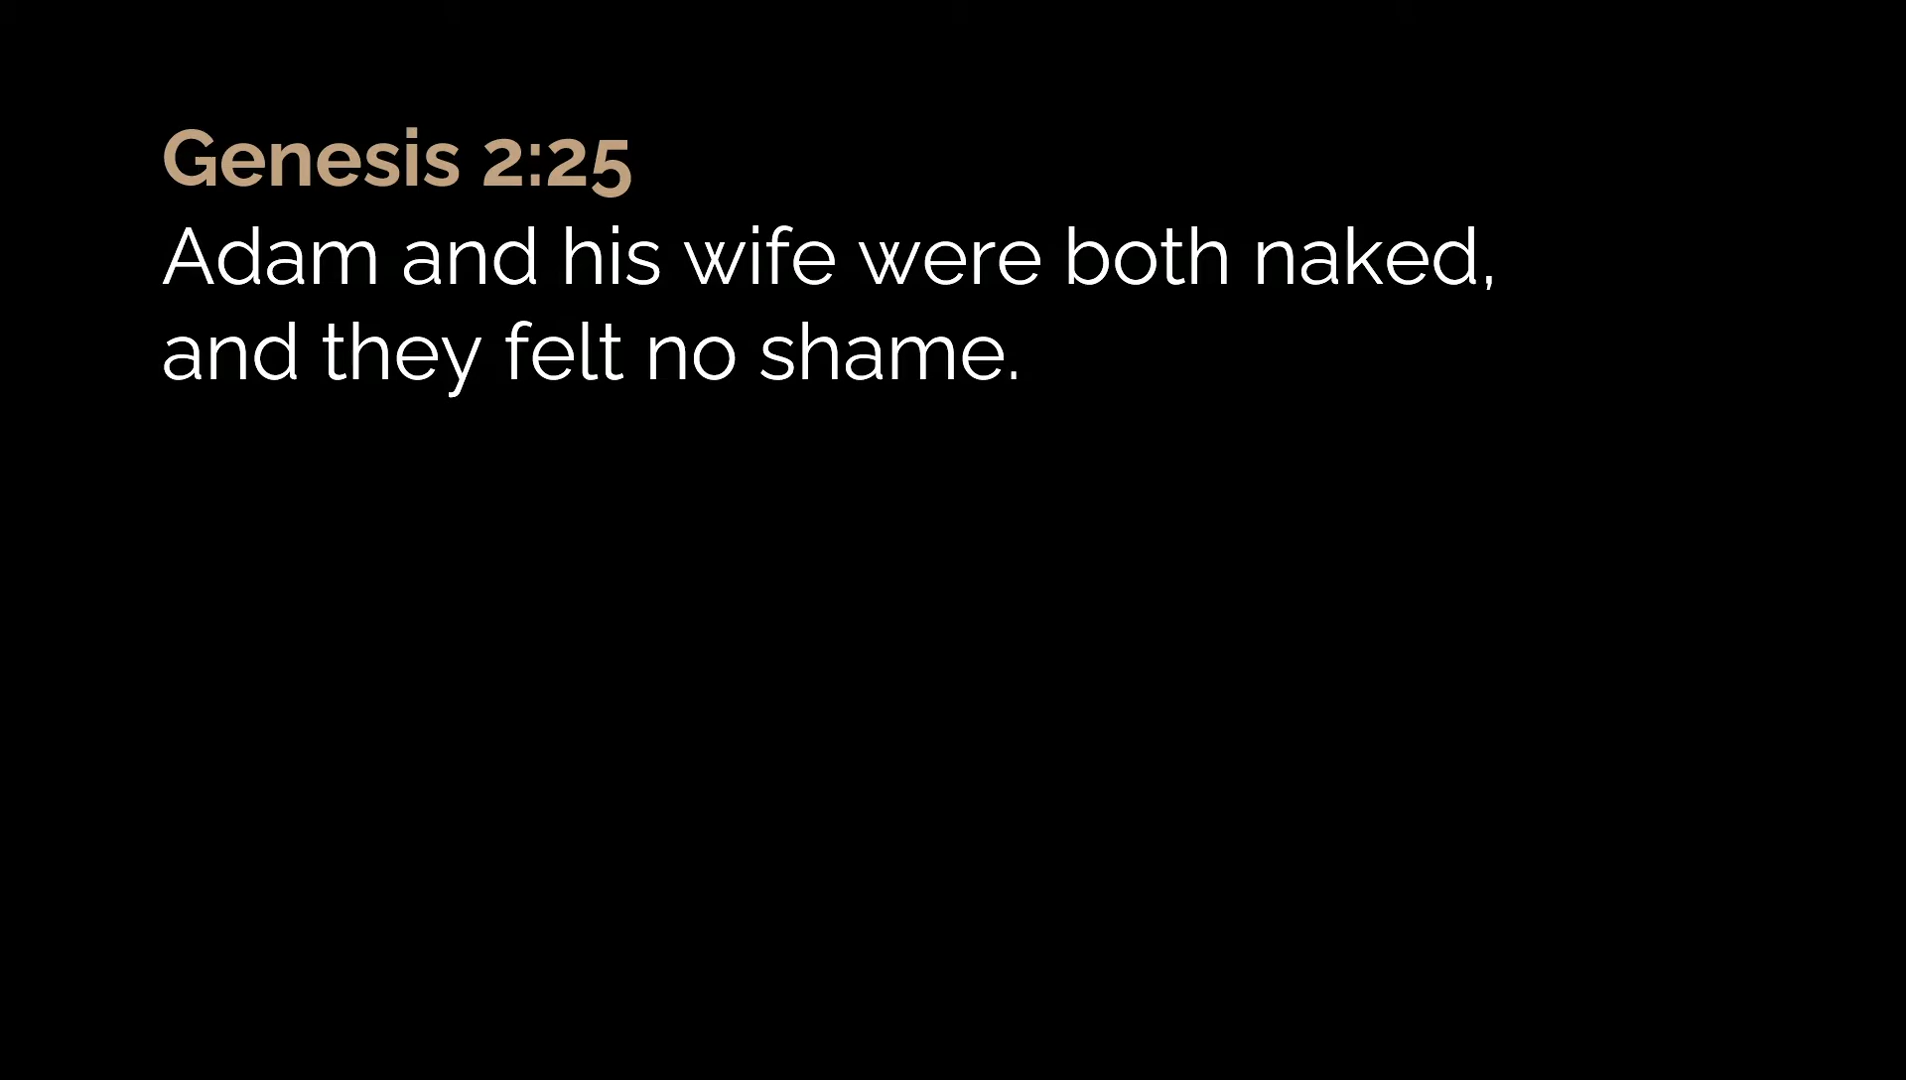 Genesis 2:25
Adam and his wife were both naked,
and they felt no shame.